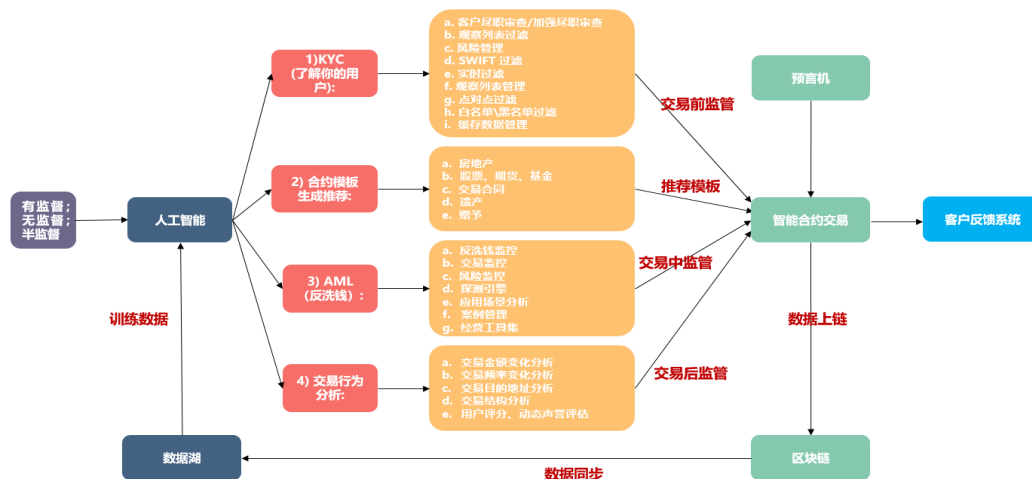 1)KYC
(了解你的用
户):
a. 客户尽职审查/加强尽职审查
b. 观察列表过滤
c. 风险管理
d. SWIFT 过滤
e. 实时过滤
f. 观察列表管理
g. 点对点过滤
h. 白名单\黑名单过滤
i. 缓存数据管理
交易前监管
预言机
2) 合约模板
生成推荐:
a. 房地产
b. 股票、期货、基金
c. 交易合同
d. 遗产
e. 赠予
推荐模板
有监督；
无监督；
半监督
人工智能
智能合约交易
客户反馈系统
3) AML
（反洗钱）:
a. 反洗钱监控
b. 交易监控
c. 风险监控
d. 探测引擎
e. 应用场景分析
f. 案例管理
g. 经营工具集
交易中监管
训练数据
数据上链
4) 交易行为
分析:
a. 交易金额变化分析
b. 交易频率变化分析
c. 交易目的地址分析
d. 交易结构分析
e. 用户评分、动态声誉评估
交易后监管
数据湖
区块链
数据同步